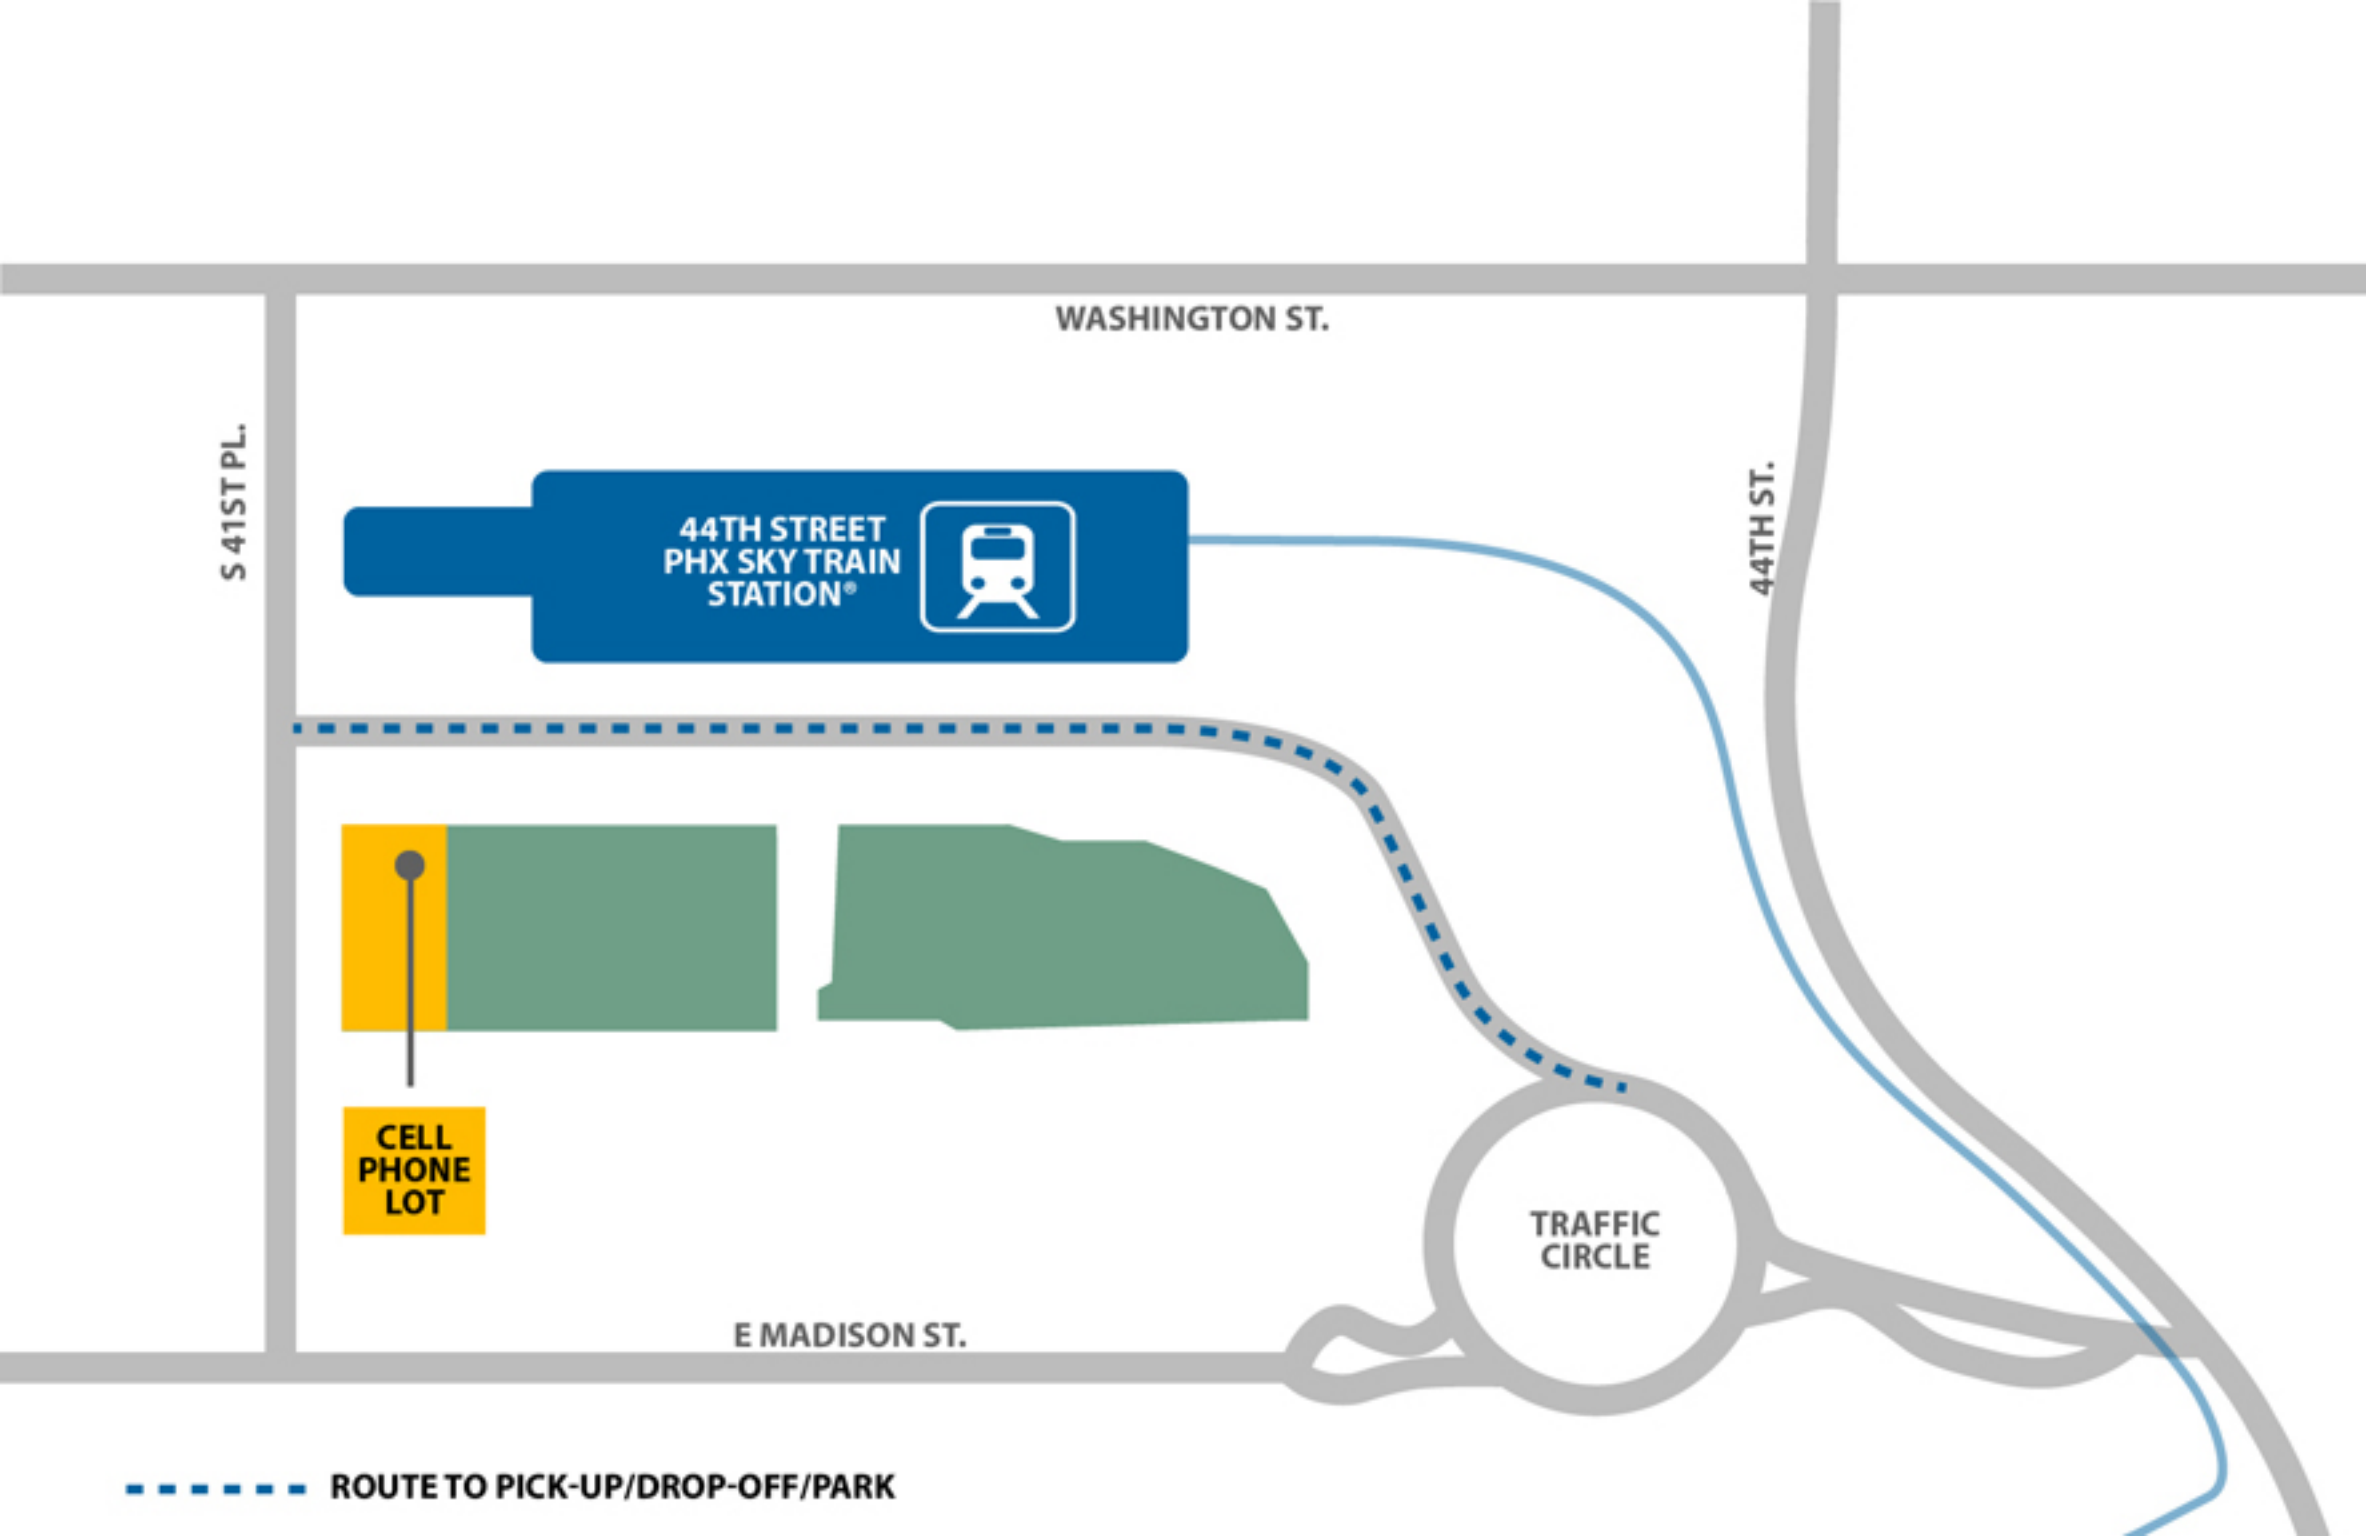 WASHINGTON ST.
S 41ST PL.
44TH ST.
44TH STREET
PHX SKY TRAIN
STATION®
CELL
PHONE
LOT
TRAFFIC
CIRCLE
E MADISON ST.
ROUTE TO PICK-UP/DROP-OFF/PARK